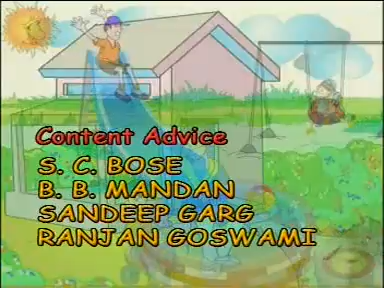 Content Advice
S. C. BOSE
B. B. MANDAN
SANDEEP GARG
RANJAN GOSWAMI